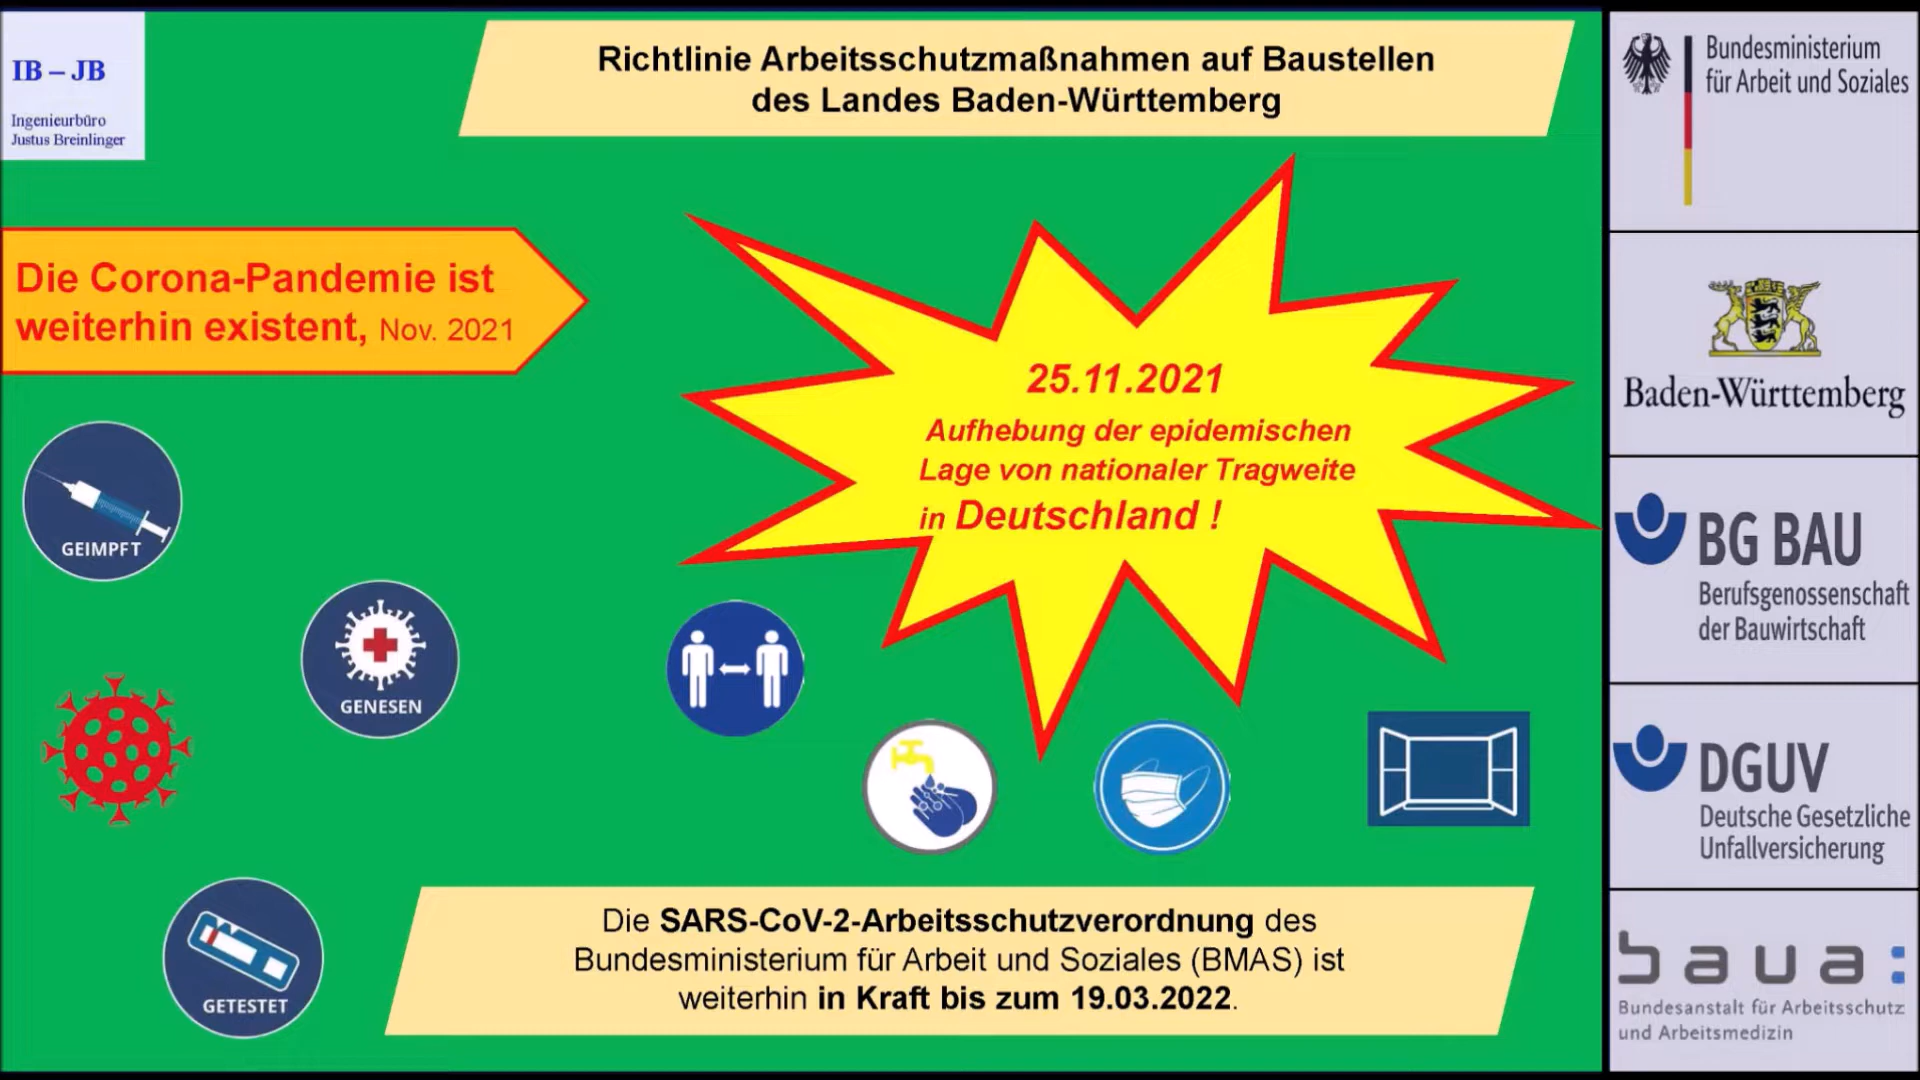 IB – JB
Ingenieurbüro
Justus Breinlinger
Richtlinie Arbeitsschutzmaßnahmen auf Baustellen
des Landes Baden-Württemberg
Die Corona-Pandemie ist
weiterhin existent, Nov. 2021
25.11.2021
Aufhebung der epidemischen
Lage von nationaler Tragweite
in Deutschland !
GEIMPFT
GENESEN
GETESTET
Die SARS-CoV-2-Arbeitsschutzverordnung des
Bundesministerium für Arbeit und Soziales (BMAS) ist
weiterhin in Kraft bis zum 19.03.2022.
Bundesministerium
für Arbeit und Soziales
Baden-Württemberg
BG BAU
Berufsgenossenschaft
der Bauwirtschaft
DGUV
Deutsche Gesetzliche
Unfallversicherung
baua:
Bundesanstalt für Arbeitsschutz
und Arbeitsmedizin